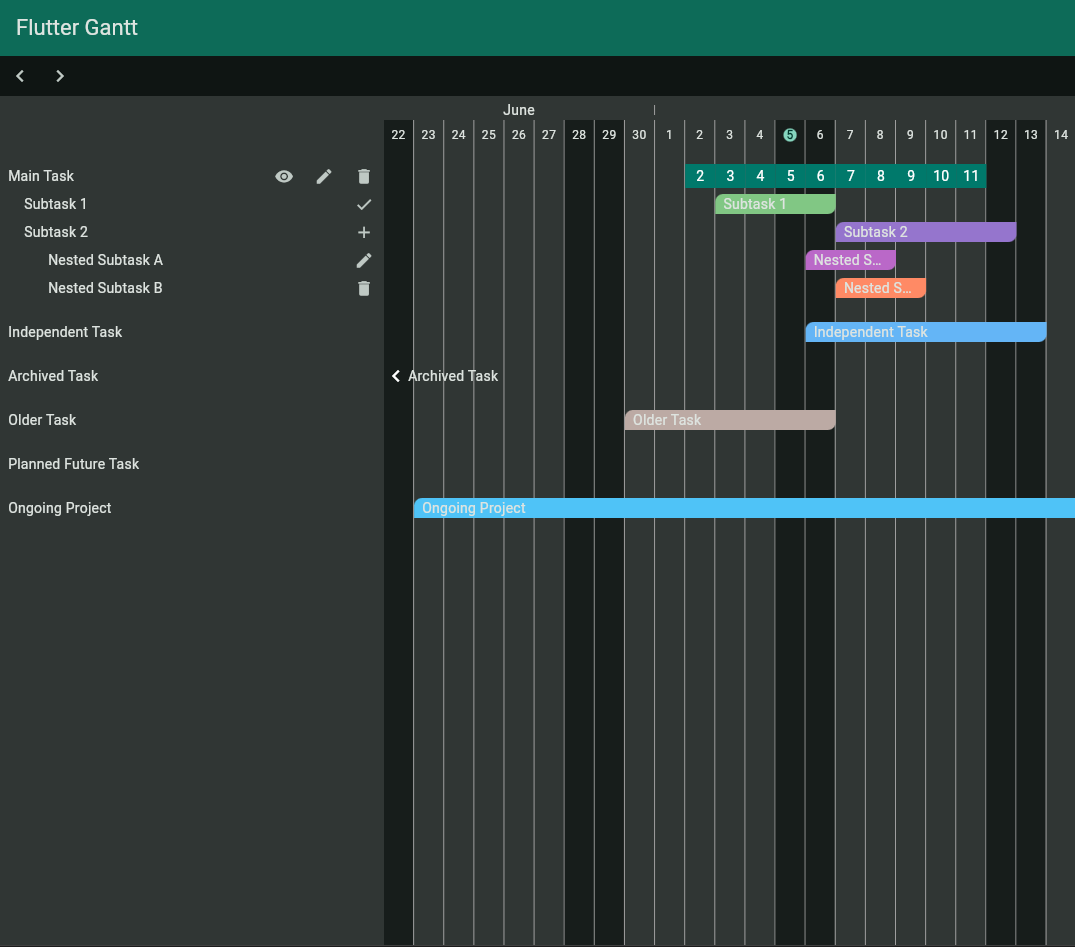 Flutter Gantt
June
22 23 24 25 26 27 28 29 30 1 2 3 4 5 6 7 8 9 10 11 12 13 14
Main Task 2 3 4 5 6 7 8 9 10 11
Subtask 1 Subtask 1
Subtask 2 Subtask 2
Nested Subtask A Nested S...
Nested Subtask B Nested S...
Independent Task Independent Task
Archived Task Archived Task
Older Task Older Task
Planned Future Task
Ongoing Project Ongoing Project